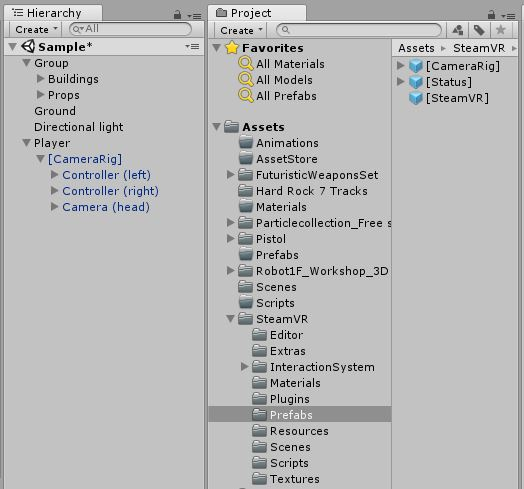 Hierarchy
Create
All
Sample*
Group
Buildings
Props
Ground
Directional light
Player
[CameraRig]
Controller (left)
Controller (right)
Camera (head)
Project
Create
Favorites
All Materials
All Models
All Prefabs
Assets
Animations
AssetStore
FuturisticWeaponsSet
Hard Rock 7 Tracks
Materials
Particlecollection_Free s
Pistol
Prefabs
Robot1F_Workshop_3D
Scenes
Scripts
SteamVR
Editor
Extras
InteractionSystem
Materials
Plugins
Prefabs
Resources
Scenes
Scripts
Textures
Assets SteamVR
[CameraRig]
[Status]
[SteamVR]